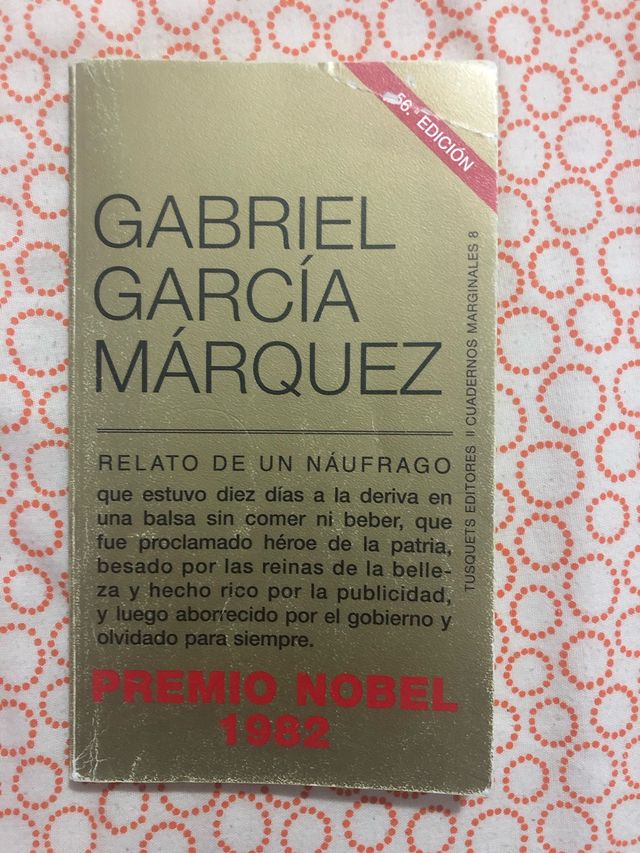 56.ª EDICIÓN
GABRIEL
GARCÍA
MÁRQUEZ
RELATO DE UN NÁUFRAGO
que estuvo diez días a la deriva en
una balsa sin comer ni beber, que
fue proclamado héroe de la patria,
besado por las reinas de la belle-
za y hecho rico por la publicidad,
y luego aborrecido por el gobierno y
olvidado para siempre.
PREMIO NOBEL
1982
TUSQUETS EDITORES || CUADERNOS MARGINALES 8